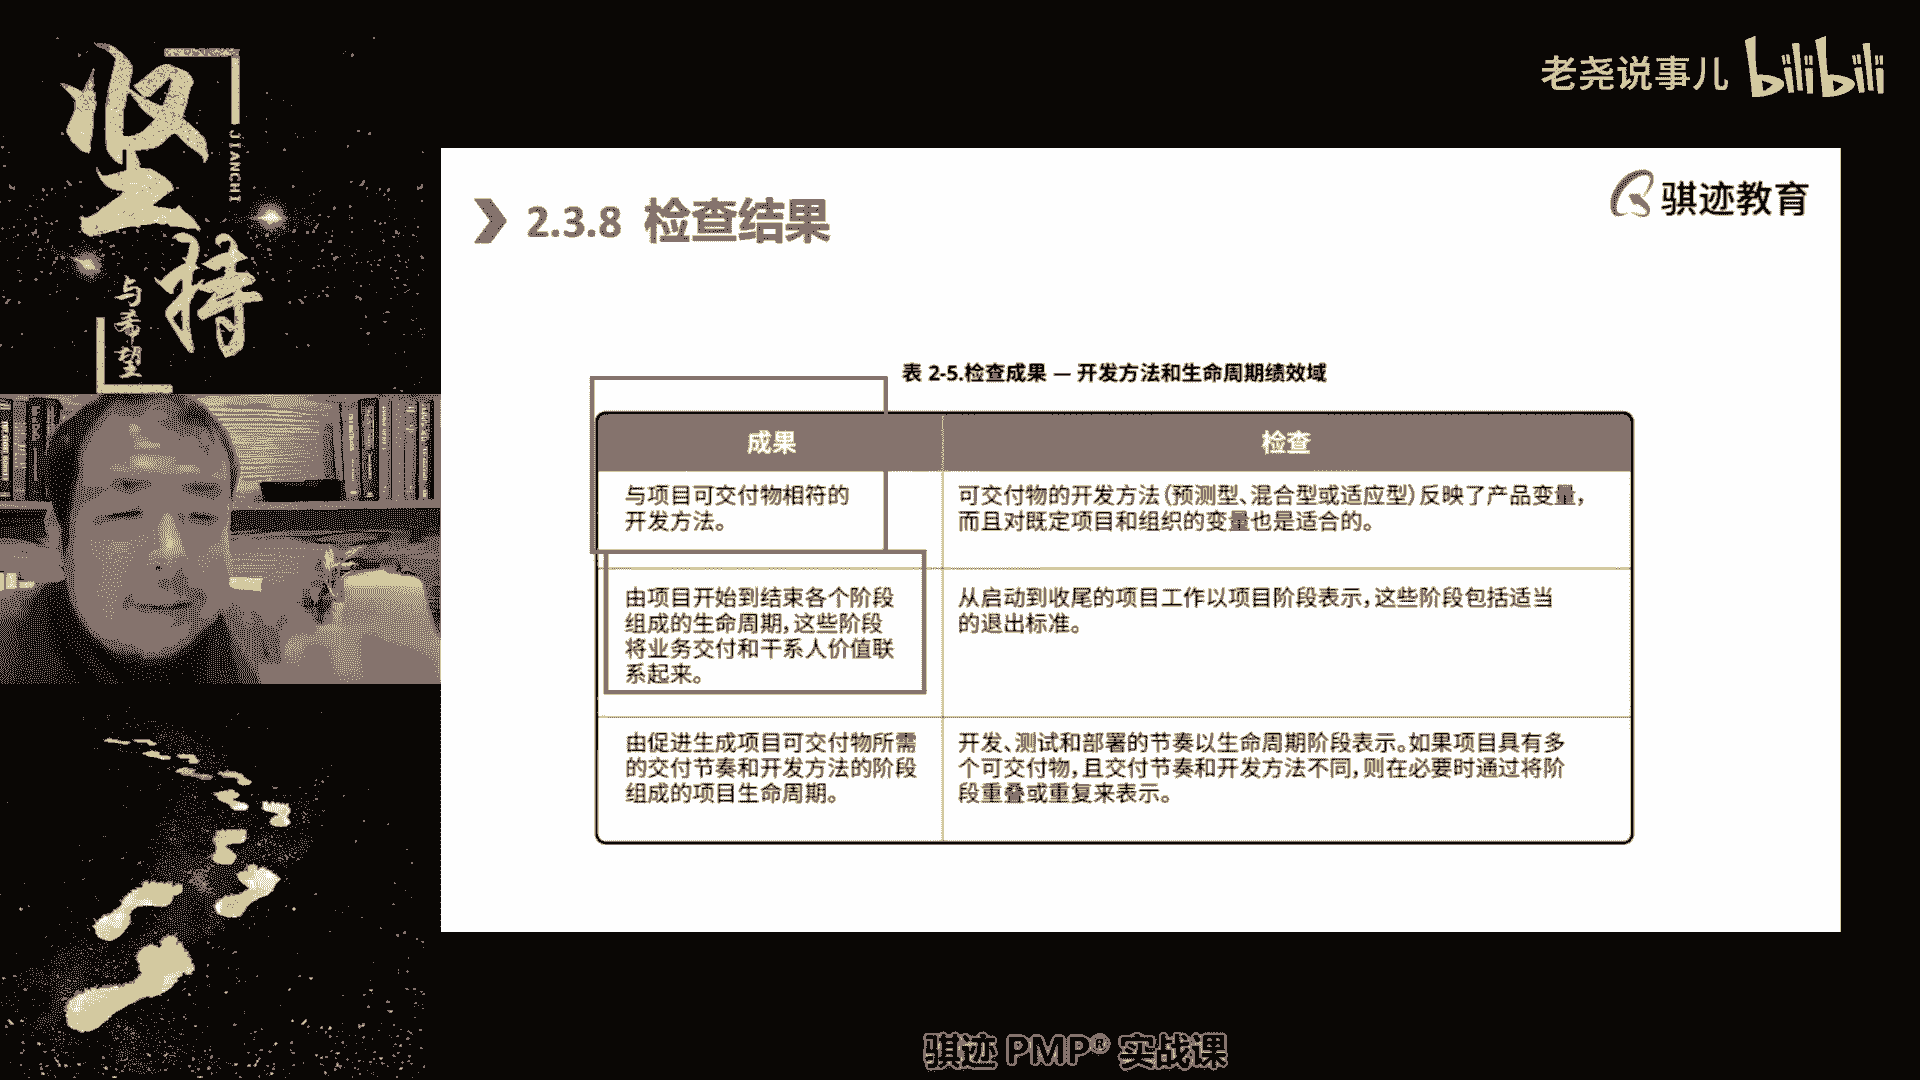 坚持
JIANCHI
与希望
老尧说事儿 bilibili
骐迹教育
2.3.8 检查结果
表 2-5.检查成果 — 开发方法和生命周期绩效域
成果
检查
与项目可交付物相符的
开发方法。
可交付物的开发方法(预测型、混合型或适应型)反映了产品变量,
而且对既定项目和组织的变量也是适合的。
由项目开始到结束各个阶段
组成的生命周期,这些阶段
将业务交付和干系人价值联
系起来。
从启动到收尾的项目工作以项目阶段表示,这些阶段包括适当
的退出标准。
由促进生成项目可交付物所需
的交付节奏和开发方法的阶段
组成的项目生命周期。
开发、测试和部署的节奏以生命周期阶段表示。如果项目具有多
个可交付物,且交付节奏和开发方法不同,则在必要时通过将阶
段重叠或重复来表示。
骐迹 PMP® 实战课